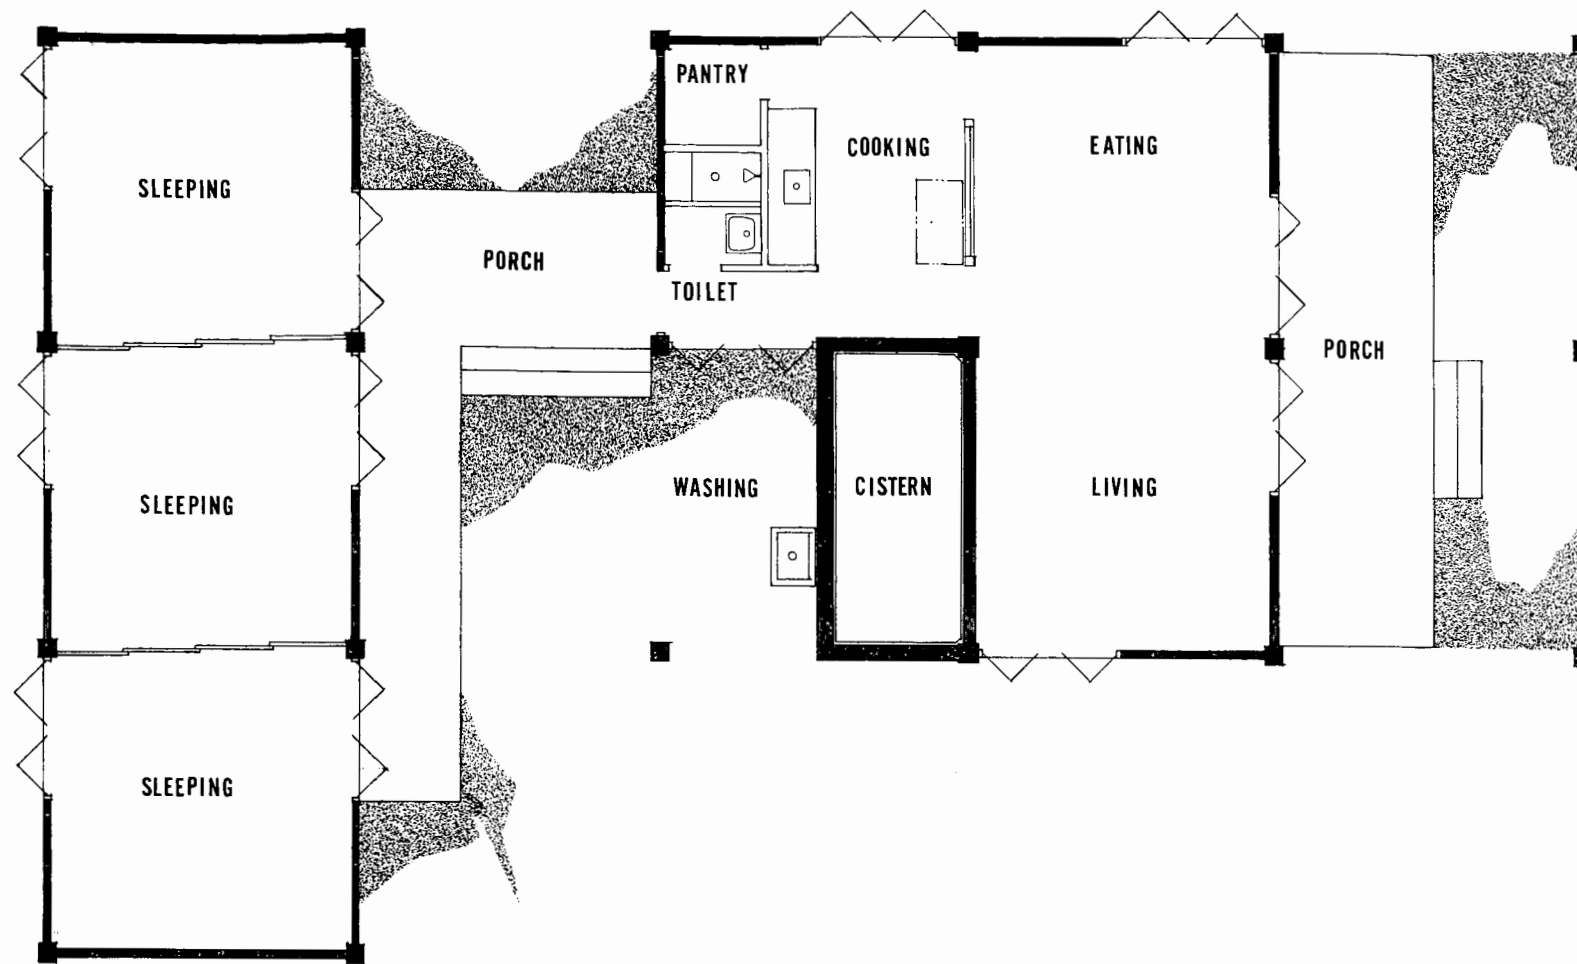 PANTRY
COOKING
EATING
SLEEPING
PORCH
TOILET
PORCH
WASHING
CISTERN
LIVING
SLEEPING
SLEEPING